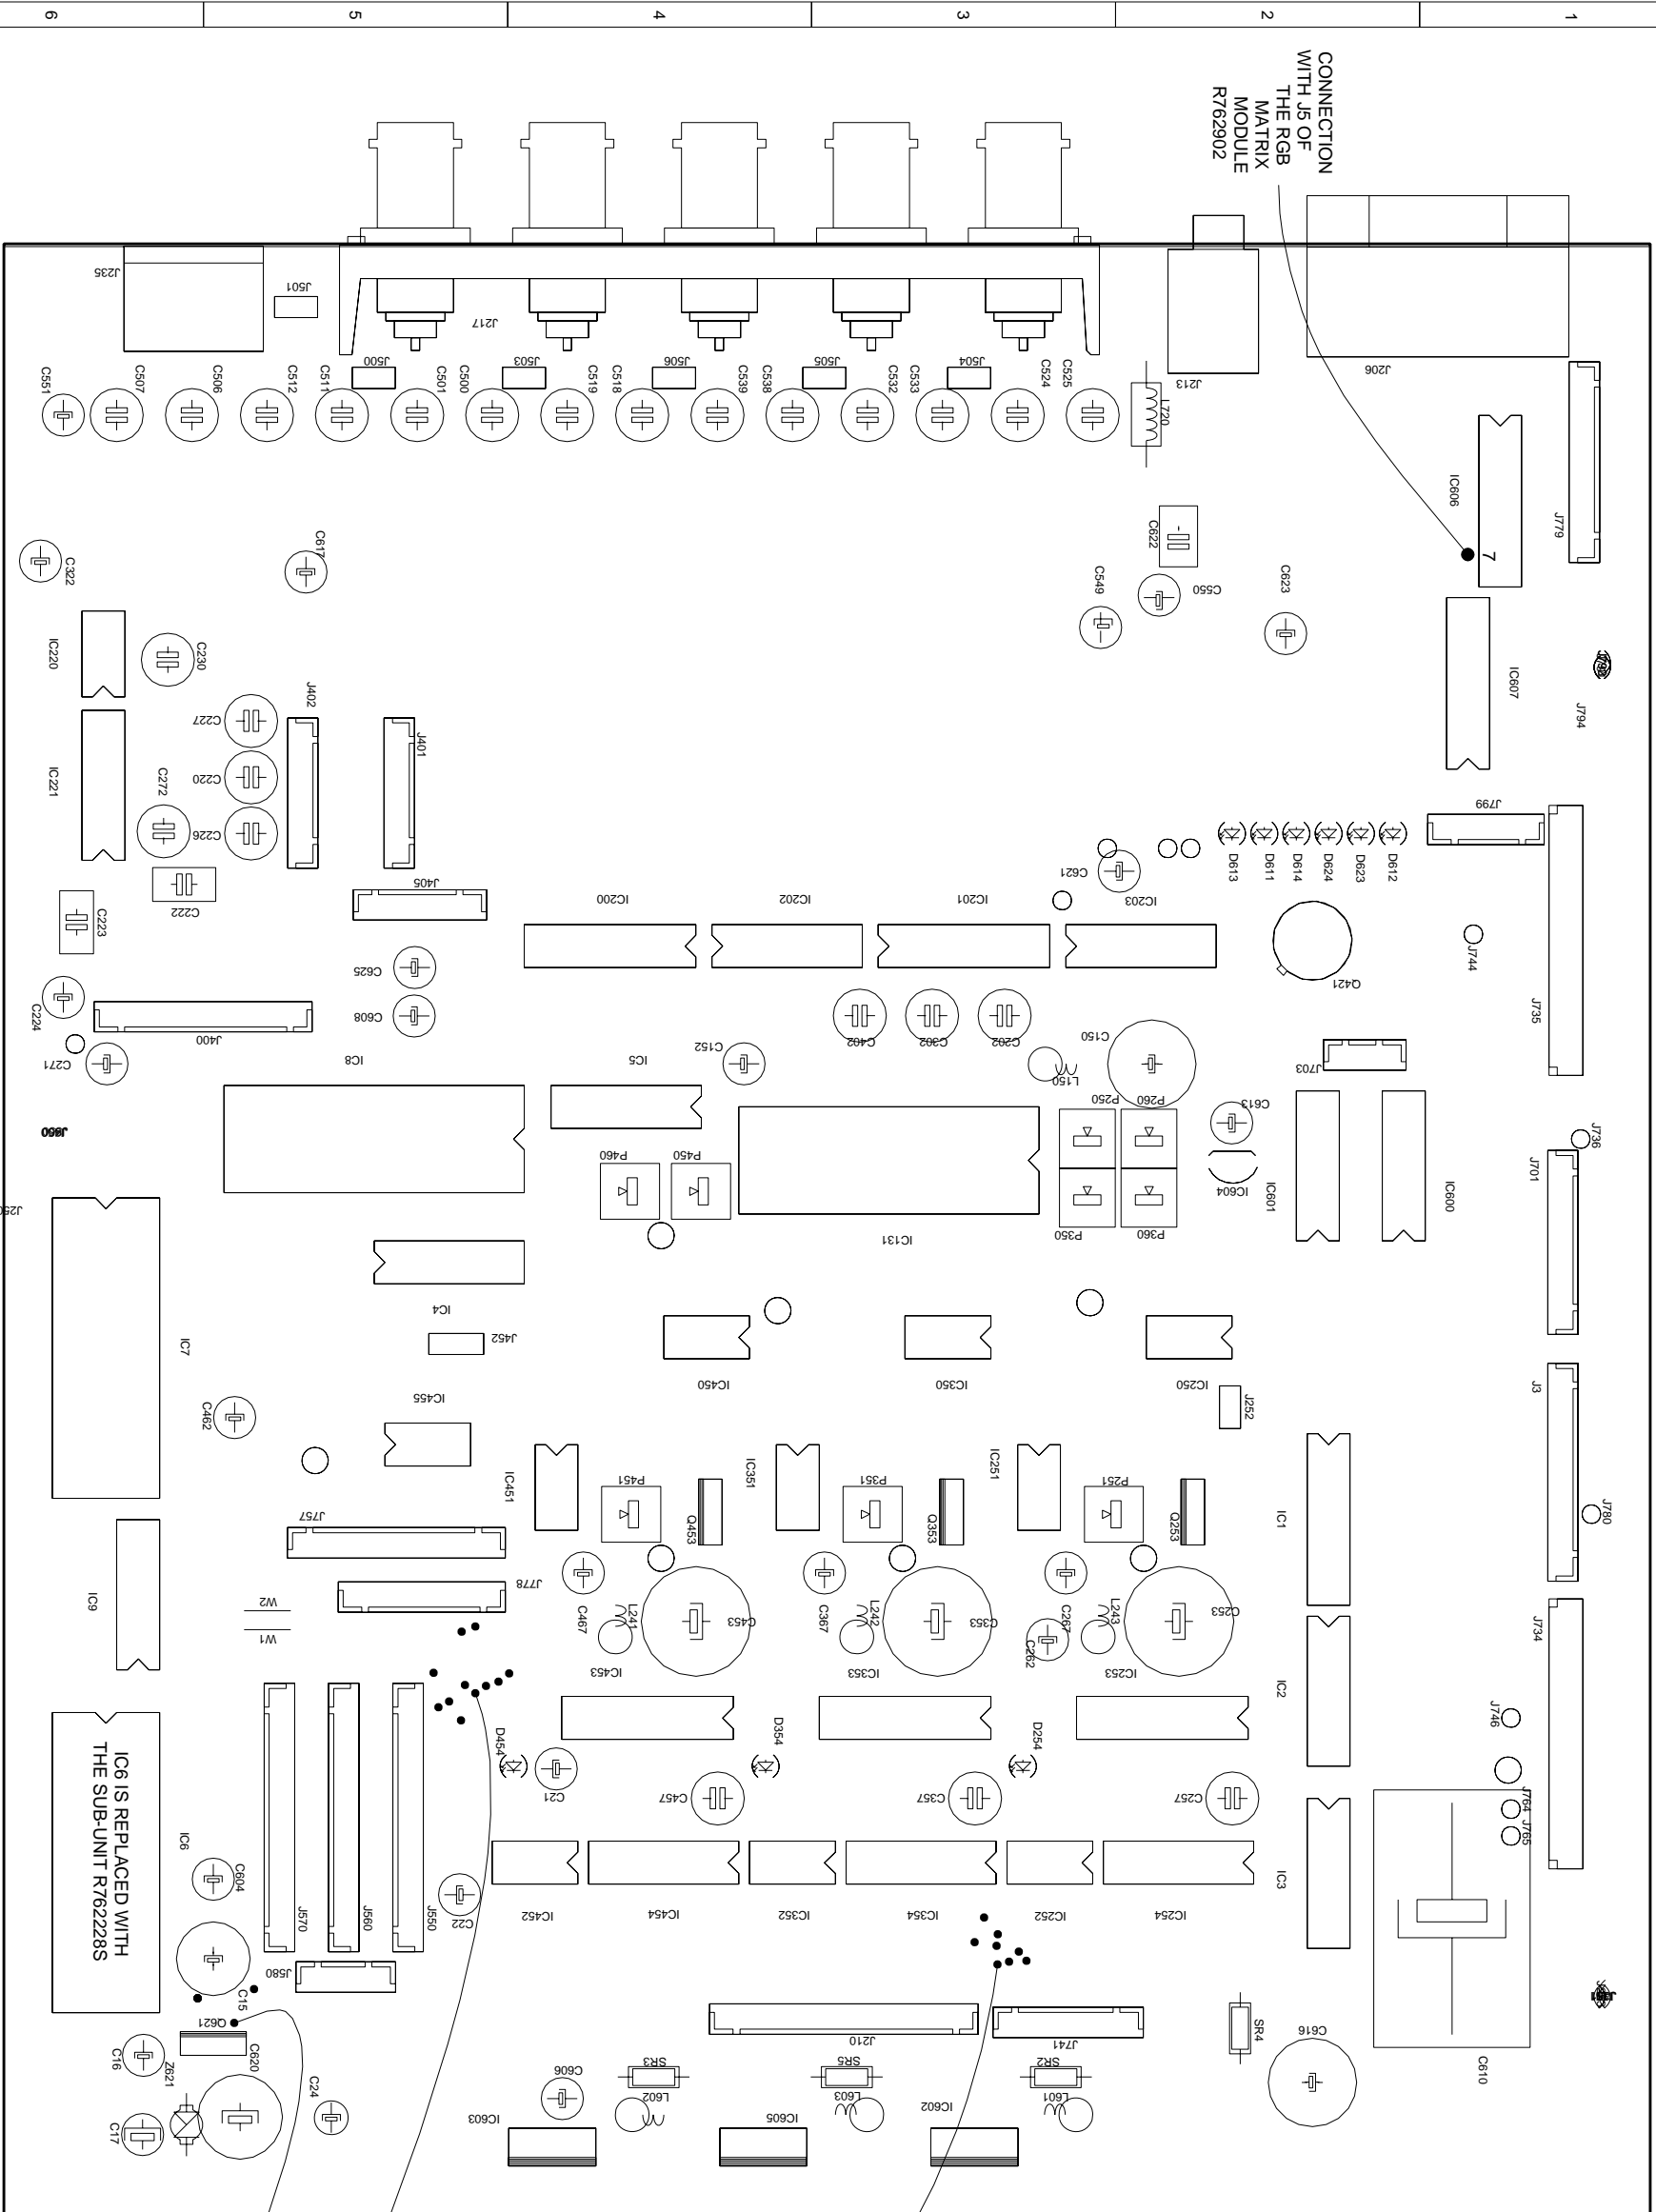 6
5
4
3
2
1
CONNECTION
WITH J5 OF
THE RGB
MATRIX
MODULE
R762902
J235
J501
J217
J213
J206
C551
C507
C506
C512
C511
J500
C501
C500
J503
C519
C518
J506
C539
C538
J505
C532
C533
J504
C524
C525
L720
IC606
J779
7
C322
C617
C622
C549
C550
C623
IC220
C230
IC607
J794
J402
C227
J401
IC221
C272
C220
C226
J799
D613
D611
D614
D624
D623
D612
C621
J405
C222
C223
IC200
IC202
IC201
IC203
J744
C625
Q421
C224
C608
J735
J400
C271
IC8
IC5
C152
C402
C302
C202
C150
L150
J703
P250
P260
C613
J736
P460
P450
IC604
IC601
IC600
J701
IC131
P350
P360
IC4
J452
IC7
IC450
IC350
IC250
J252
J3
C462
IC455
IC451
P451
Q453
IC351
P351
Q353
IC251
P251
Q253
IC1
J780
J757
J778
IC9
W2
W1
C467
L241
C453
C367
L242
C353
C267
C262
L243
C253
J734
IC453
IC353
IC253
IC2
J746
D454
D354
D254
C21
C457
C357
C257
J764
J765
IC6 IS REPLACED WITH
THE SUB-UNIT R762228S
IC6
C604
J570
J560
J550
C22
IC452
IC454
IC352
IC354
IC252
IC254
IC3
J580
C15
Q621
C16
Z621
C620
C17
C24
J210
J741
SR4
C616
C610
C606
SR3
SR5
SR2
L602
L603
L601
IC603
IC605
IC602